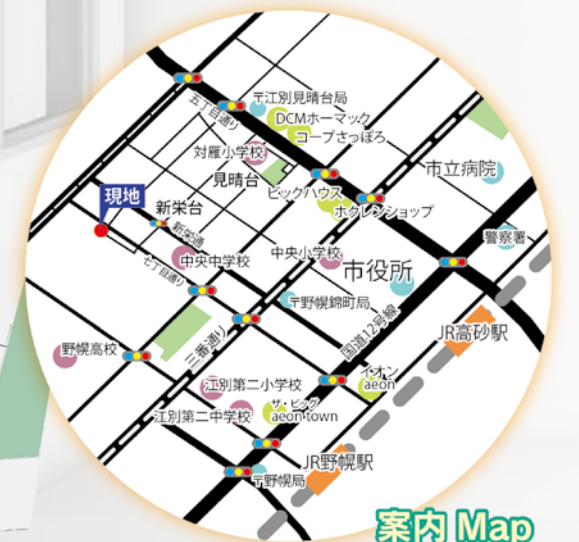 五丁目通り
〒江別見晴台局
DCMホーマック
コープさっぽろ
対雁小学校
見晴台
市立病院
現地
ビックハウス
新栄台
ホクレンショップ
新栄通
警察署
中央中学校
中央小学校
市役所
七丁目通り
〒野幌錦町局
国道12号線
JR高砂駅
三番通り
野幌高校
イオン
aeon
江別第二小学校
ザ・ビッグ
aeon town
江別第二中学校
JR野幌駅
〒野幌局
案内 Map